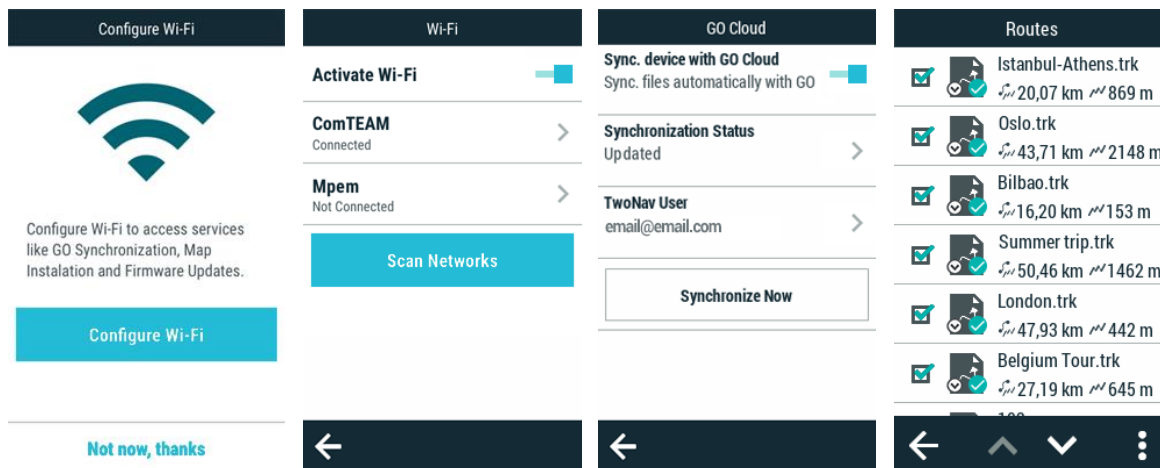 Configure Wi-Fi
Configure Wi-Fi to access services
like GO Synchronization, Map
Instalation and Firmware Updates.
Configure Wi-Fi
Not now, thanks
Wi-Fi
Activate Wi-Fi
ComTEAM
Connected
Mpem
Not Connected
Scan Networks
GO Cloud
Sync. device with GO Cloud
Sync. files automatically with GO
Synchronization Status
Updated
TwoNav User
email@email.com
Synchronize Now
Routes
Istanbul-Athens.trk
20,07 km 869 m
Oslo.trk
43,71 km 2148 m
Bilbao.trk
16,20 km 153 m
Summer trip.trk
50,46 km 1462 m
London.trk
47,93 km 442 m
Belgium Tour.trk
27,19 km 645 m